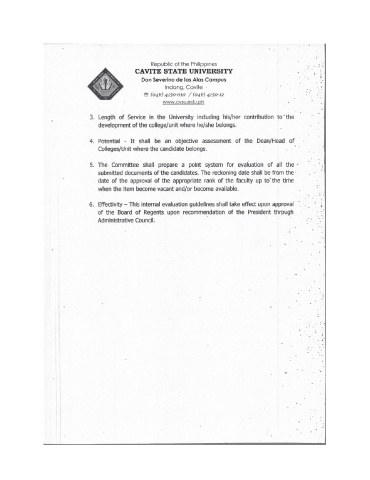 Republic of the Philippines
CAVITE STATE UNIVERSITY
Don Severino de las Alas Campus
Indang, Cavite
☏ (046) 4150-010 / (046) 4150-12
www.cvsu.edu.ph
3. Length of Service in the University including his/her contribution to the
development of the college/unit where he/she belongs.
4. Potential - It shall be an objective assessment of the Dean/Head of
Colleges/Unit where the candidate belongs.
5. The Committee shall prepare a point system for evaluation of all the
submitted documents of the candidates. The reckoning date shall be from the
date of the approval of the appropriate rank of the faculty up to the time
when the item become vacant and/or become available.
6. Effectivity – This internal evaluation guidelines shall take effect upon approval
of the Board of Regents upon recommendation of the President through
Administrative Council.